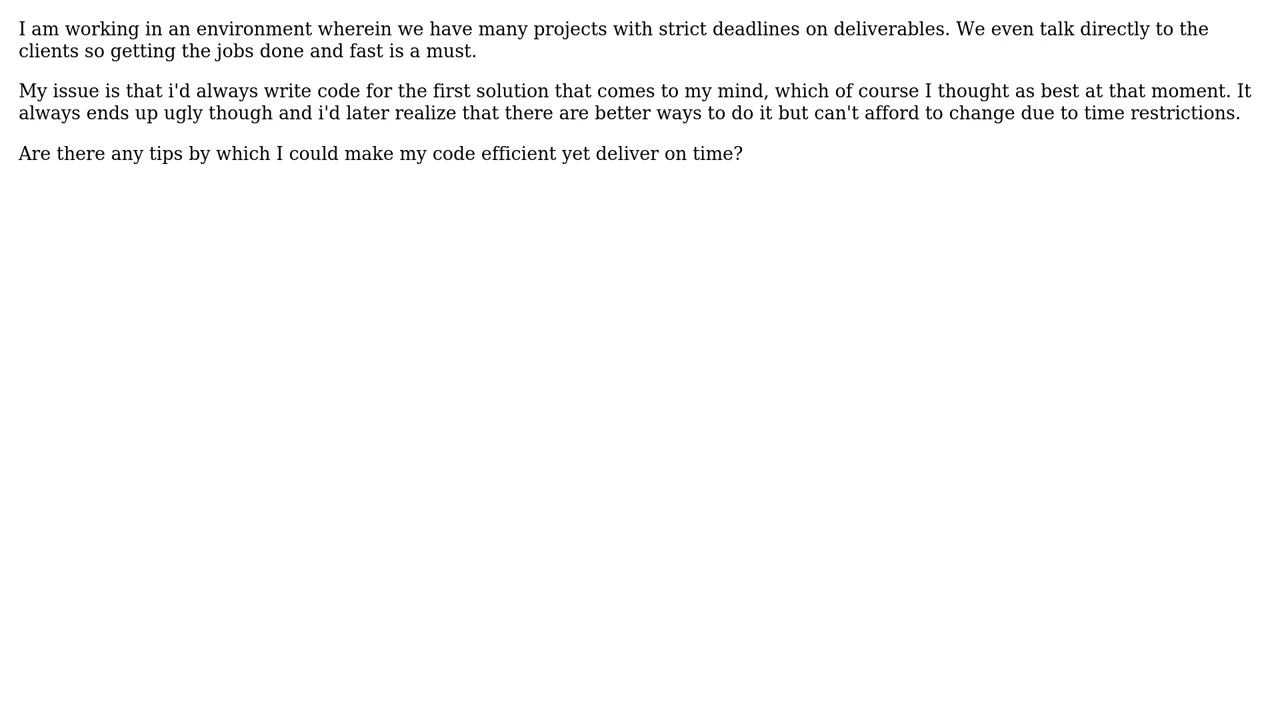 I am working in an environment wherein we have many projects with strict deadlines on deliverables. We even talk directly to the
clients so getting the jobs done and fast is a must.
My issue is that i'd always write code for the first solution that comes to my mind, which of course I thought as best at that moment. It
always ends up ugly though and i'd later realize that there are better ways to do it but can't afford to change due to time restrictions.
Are there any tips by which I could make my code efficient yet deliver on time?